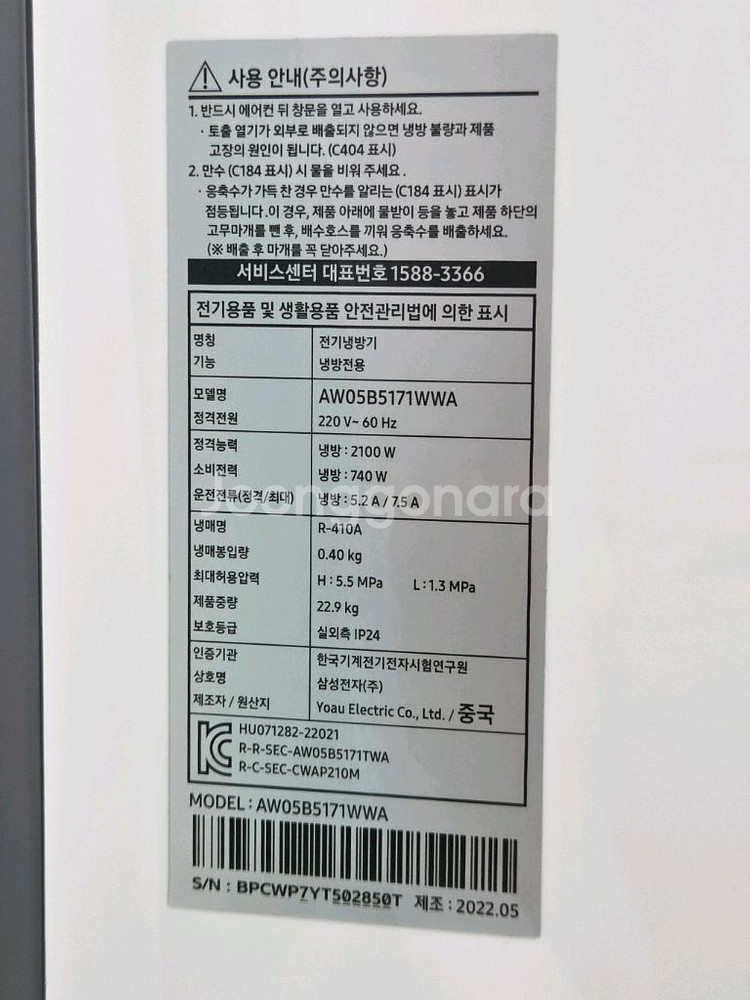 사용 안내(주의사항)
1. 반드시 에어컨 뒤 창문을 열고 사용하세요.
· 토출 열기가 외부로 배출되지 않으면 냉방 불량과 제품
고장의 원인이 됩니다. (C404 표시)
2. 만수 (C184 표시) 시 물을 비워 주세요 .
· 응축수가 가득 찬 경우 만수를 알리는 (C184 표시) 표시가
점등됩니다.이 경우, 제품 아래에 물받이 등을 놓고 제품 하단의
고무마개를 뺀 후, 배수호스를 끼워 응축수를 배출하세요.
(※ 배출 후 마개를 꼭 닫아주세요.)
서비스센터 대표번호 1588-3366
전기용품 및 생활용품 안전관리법에 의한 표시
명칭 전기냉방기
기능 냉방전용
모델명 AW05B5171WWA
정격전원 220 V~ 60 Hz
정격능력 냉방 : 2100 W
소비전력 냉방 : 740 W
운전전류(정격/최대) 냉방 : 5.2 A / 7.5 A
Joonggonara
냉매명 R-410A
냉매봉입량 0.40 kg
최대허용압력 H : 5.5 MPa L : 1.3 MPa
제품중량 22.9 kg
보호등급 실외측 IP24
인증기관 한국기계전기전자시험연구원
상호명 삼성전자(주)
제조자 / 원산지 Yoau Electric Co., Ltd. / 중국
HU071282-22021
R-R-SEC-AW05B5171TWA
R-C-SEC-CWAP210M
MODEL : AW05B5171WWA
S/N : BPCWP7YT502850T 제조 : 2022.05